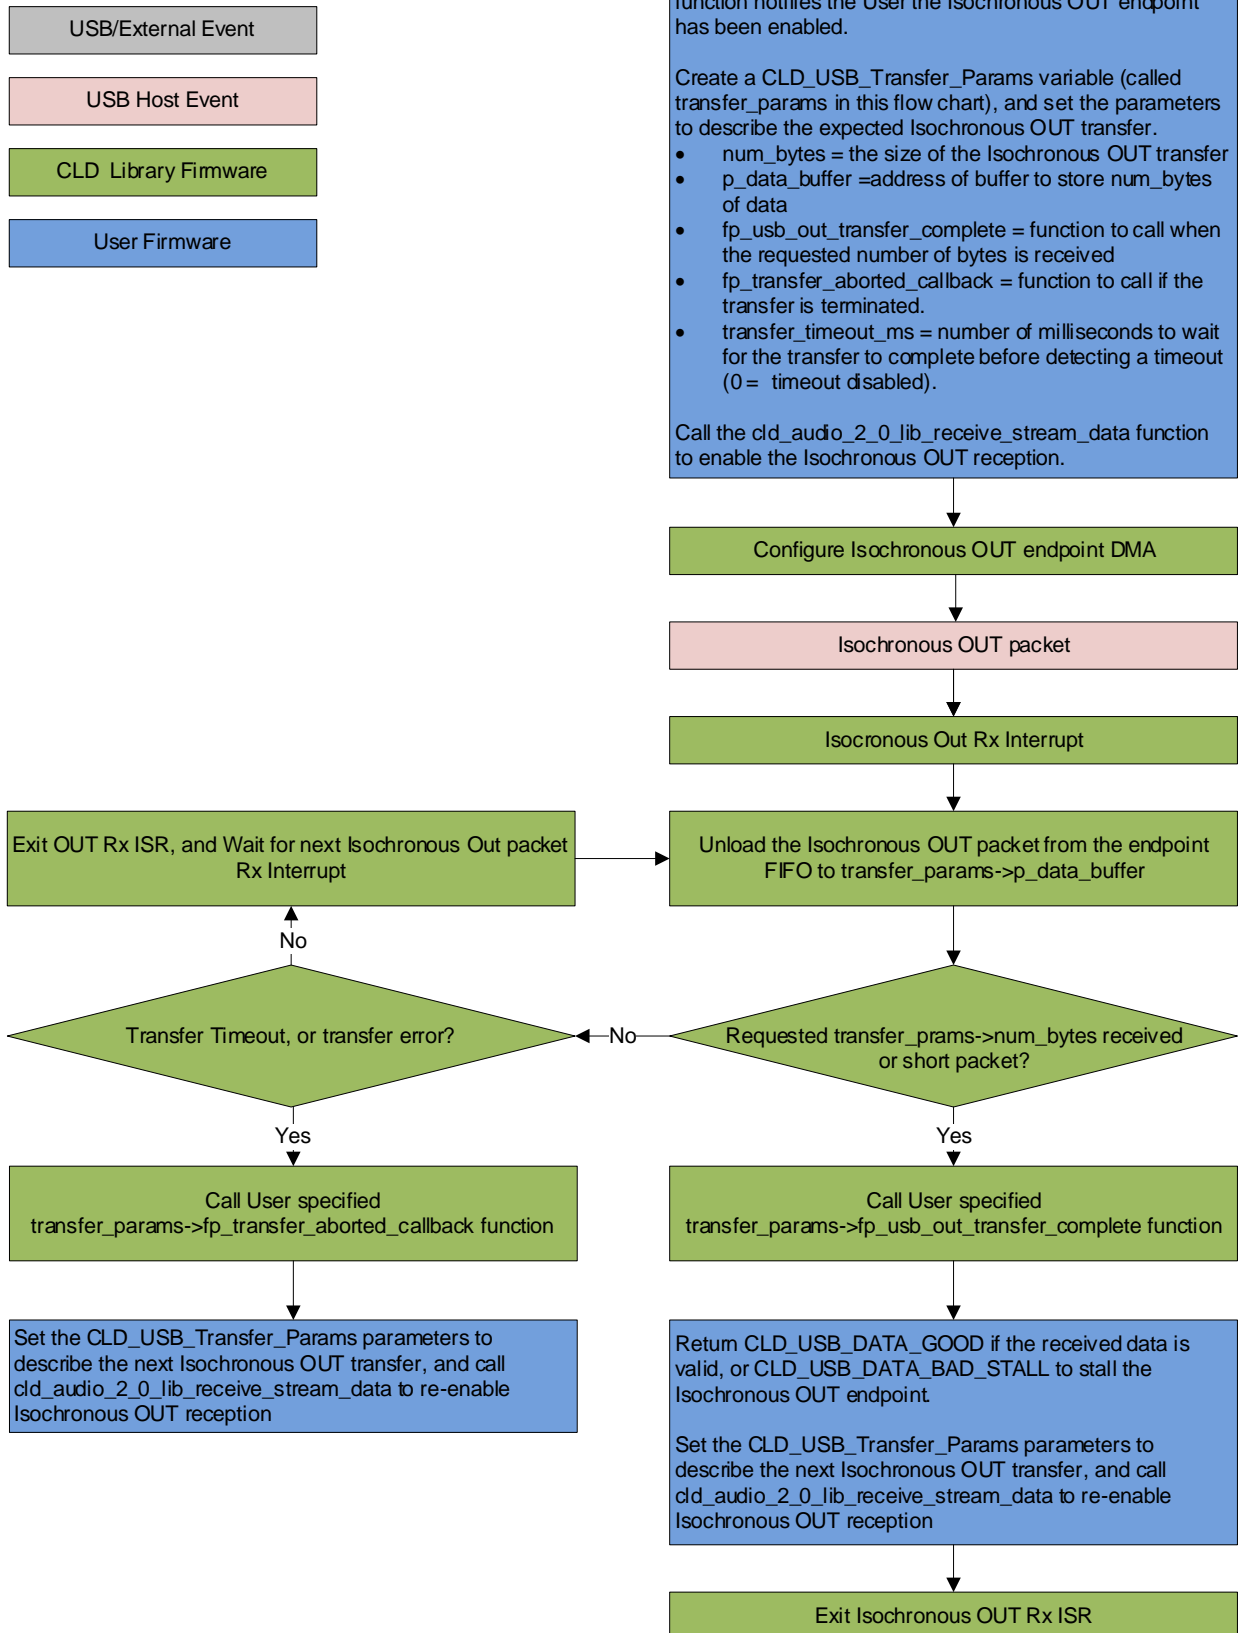 USB/External Event
USB Host Event
CLD  Library Firmware
User Firmware
function notifies the User the Isochronous OUT endpoint
has been enabled.
Create a CLD_USB_Transfer_Params variable (called
transfer_params in this flow chart), and set the parameters
to describe the expected Isochronous OUT transfer.
• num_bytes = the size of the Isochronous OUT transfer
• p_data_buffer =address of buffer to store num_bytes
of data
• fp_usb_out_transfer_complete = function to call when
the requested number of bytes is received
• fp_transfer_aborted_callback = function to call if the
transfer is terminated.
• transfer_timeout_ms = number of milliseconds to wait
for the transfer to complete before detecting a timeout
(0 =  timeout disabled).
Call the cld_audio_2_0_lib_receive_stream_data function
to enable the Isochronous OUT reception.
Configure Isochronous OUT endpoint DMA
Isochronous OUT packet
Isocronous Out Rx Interrupt
Exit OUT Rx ISR, and Wait for next Isochronous Out packet
Rx Interrupt
Unload the Isochronous OUT packet from the endpoint
FIFO to transfer_params->p_data_buffer
No
Transfer Timeout, or transfer error?
No
Requested transfer_prams->num_bytes received
or short packet?
Yes
Yes
Call User specified
transfer_params->fp_transfer_aborted_callback function
Call User specified
transfer_params->fp_usb_out_transfer_complete function
Set the CLD_USB_Transfer_Params parameters to
describe the next Isochronous OUT transfer, and call
cld_audio_2_0_lib_receive_stream_data to re-enable
Isochronous OUT reception
Return CLD_USB_DATA_GOOD if the received data is
valid, or CLD_USB_DATA_BAD_STALL to stall the
Isochronous OUT endpoint.
Set the CLD_USB_Transfer_Params parameters to
describe the next Isochronous OUT transfer, and call
cld_audio_2_0_lib_receive_stream_data to re-enable
Isochronous OUT reception
Exit Isochronous OUT Rx ISR